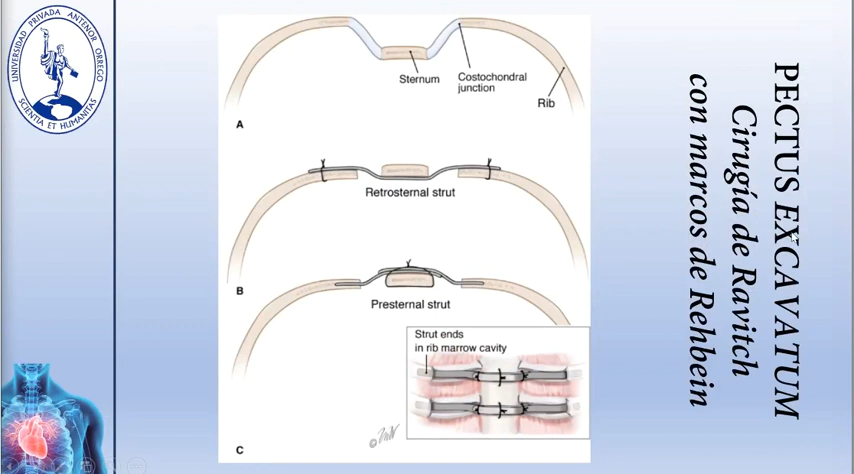 UNIVERSIDAD PRIVADA ANTENOR ORREGO
SCIENTIA ET HUMANITAS
Sternum
Costochondral
junction
Rib
A
Retrosternal strut
B
Presternal strut
Strut ends
in rib marrow cavity
C
PECTUS EXCAVATUM
Cirugía de Ravitch
con marcos de Rehbein